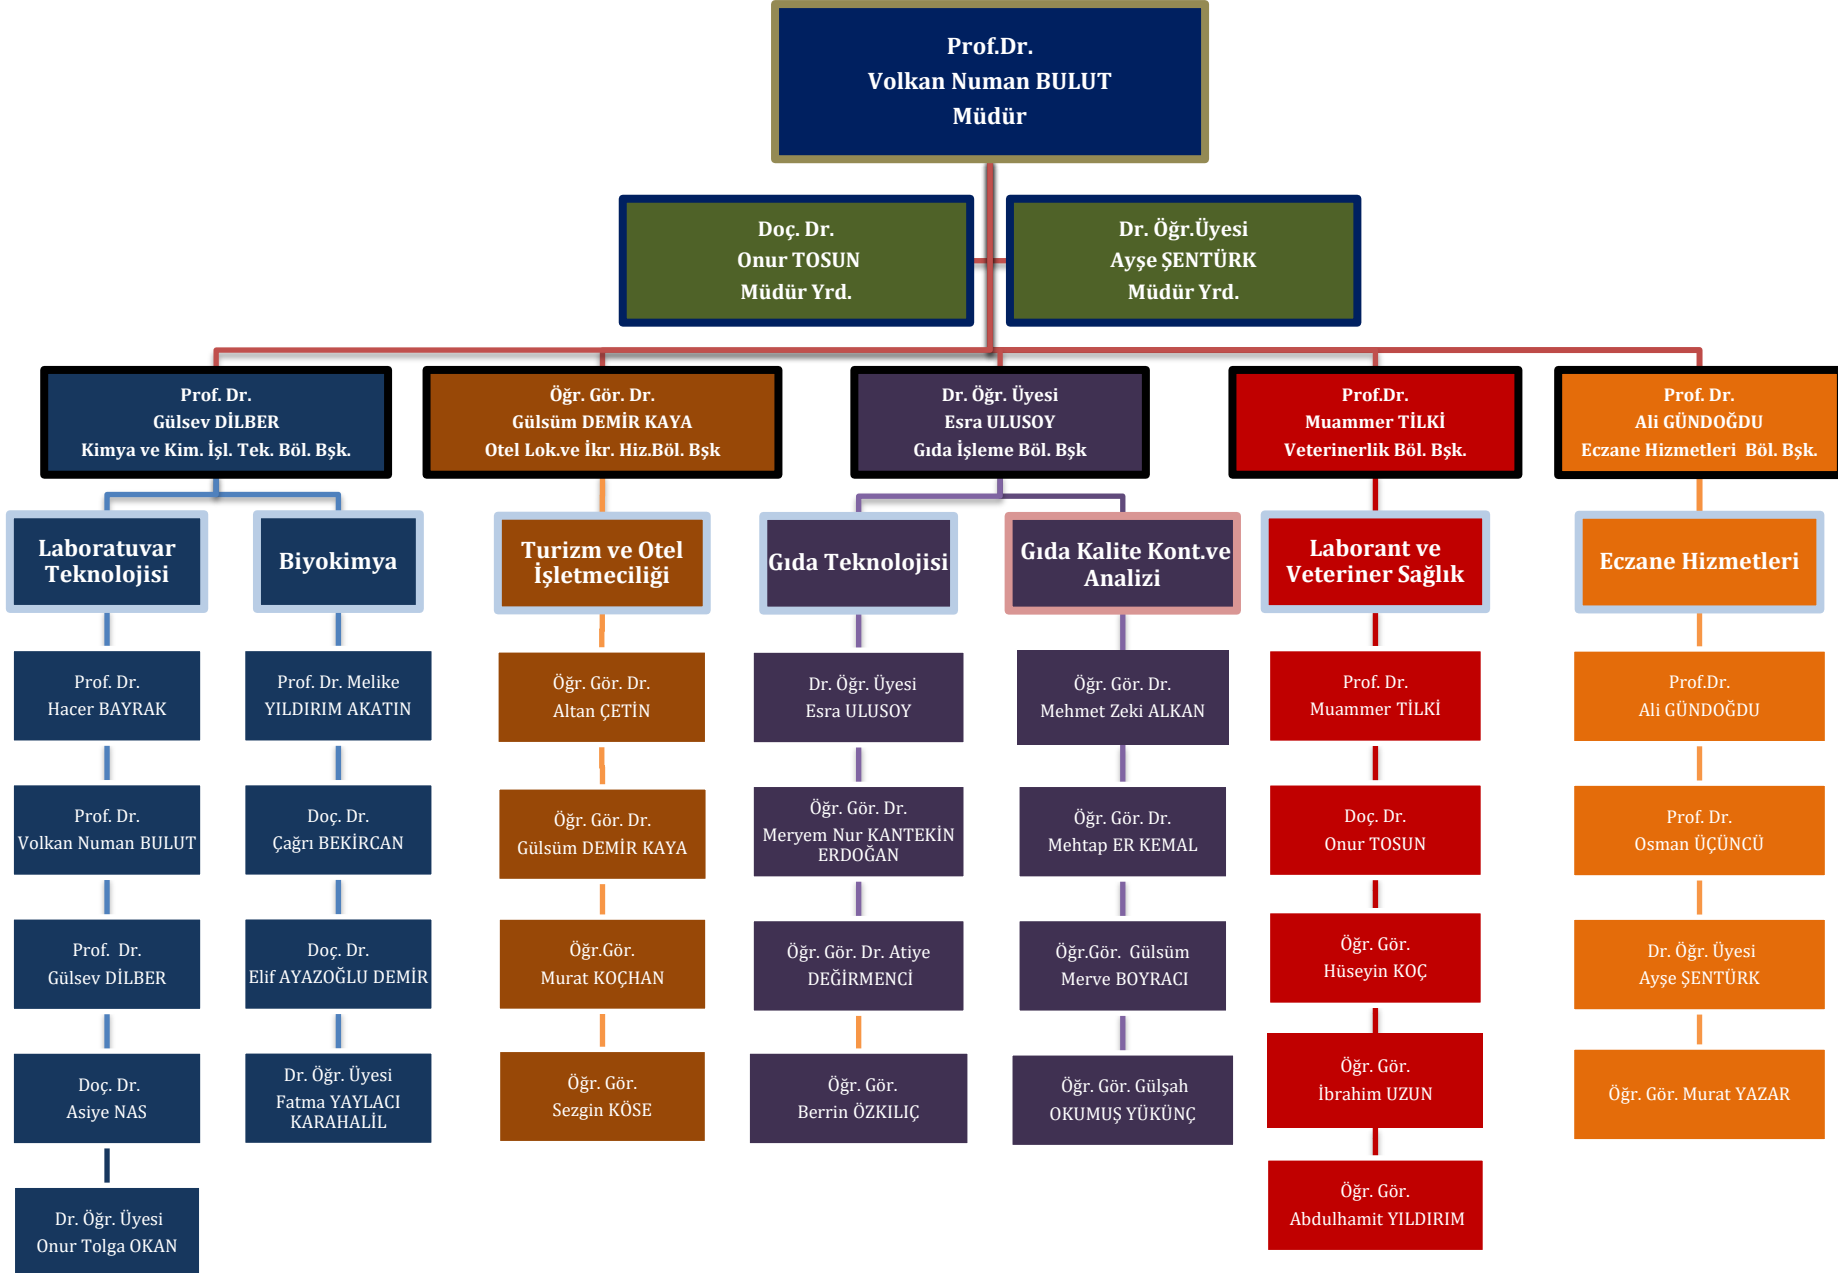 Prof.Dr.
Volkan Numan BULUT
Müdür
Doç. Dr.
Onur TOSUN
Müdür Yrd.
Dr. Öğr.Üyesi
Ayşe ŞENTÜRK
Müdür Yrd.
Prof. Dr.
Gülsev DİLBER
Kimya ve Kim. İşl. Tek. Böl. Bşk.
Öğr. Gör. Dr.
Gülsüm DEMİR KAYA
Otel Lok.ve İkr. Hiz.Böl. Bşk
Dr. Öğr. Üyesi
Esra ULUSOY
Gıda İşleme Böl. Bşk
Prof.Dr.
Muammer TİLKİ
Veterinerlik Böl. Bşk.
Prof. Dr.
Ali GÜNDOĞDU
Eczane Hizmetleri Böl. Bşk.
Laboratuvar
Teknolojisi
Biyokimya
Turizm ve Otel
İşletmeciliği
Gıda Teknolojisi
Gıda Kalite Kont.ve
Analizi
Laborant ve
Veteriner Sağlık
Eczane Hizmetleri
Prof. Dr.
Hacer BAYRAK
Prof. Dr. Melike
YILDIRIM AKATIN
Öğr. Gör. Dr.
Altan ÇETİN
Dr. Öğr. Üyesi
Esra ULUSOY
Öğr. Gör. Dr.
Mehmet Zeki ALKAN
Prof. Dr.
Muammer TİLKİ
Prof.Dr.
Ali GÜNDOĞDU
Prof. Dr.
Volkan Numan BULUT
Doç. Dr.
Çağrı BEKİRCAN
Öğr. Gör. Dr.
Gülsüm DEMİR KAYA
Öğr. Gör. Dr.
Meryem Nur KANTEKİN
ERDOĞAN
Öğr. Gör. Dr.
Mehtap ER KEMAL
Doç. Dr.
Onur TOSUN
Prof. Dr.
Osman ÜÇÜNCÜ
Prof. Dr.
Gülsev DİLBER
Doç. Dr.
Elif AYAZOĞLU DEMİR
Öğr.Gör.
Murat KOÇHAN
Öğr. Gör. Dr. Atiye
DEĞİRMENCİ
Öğr.Gör. Gülsüm
Merve BOYRACI
Öğr. Gör.
Hüseyin KOÇ
Dr. Öğr. Üyesi
Ayşe ŞENTÜRK
Doç. Dr.
Asiye NAS
Dr. Öğr. Üyesi
Fatma YAYLACI
KARAHALİL
Öğr. Gör.
Sezgin KÖSE
Öğr. Gör.
Berrin ÖZKILIÇ
Öğr. Gör. Gülşah
OKUMUŞ YÜKÜNÇ
Öğr. Gör.
İbrahim UZUN
Öğr. Gör. Murat YAZAR
Dr. Öğr. Üyesi
Onur Tolga OKAN
Öğr. Gör.
Abdulhamit YILDIRIM